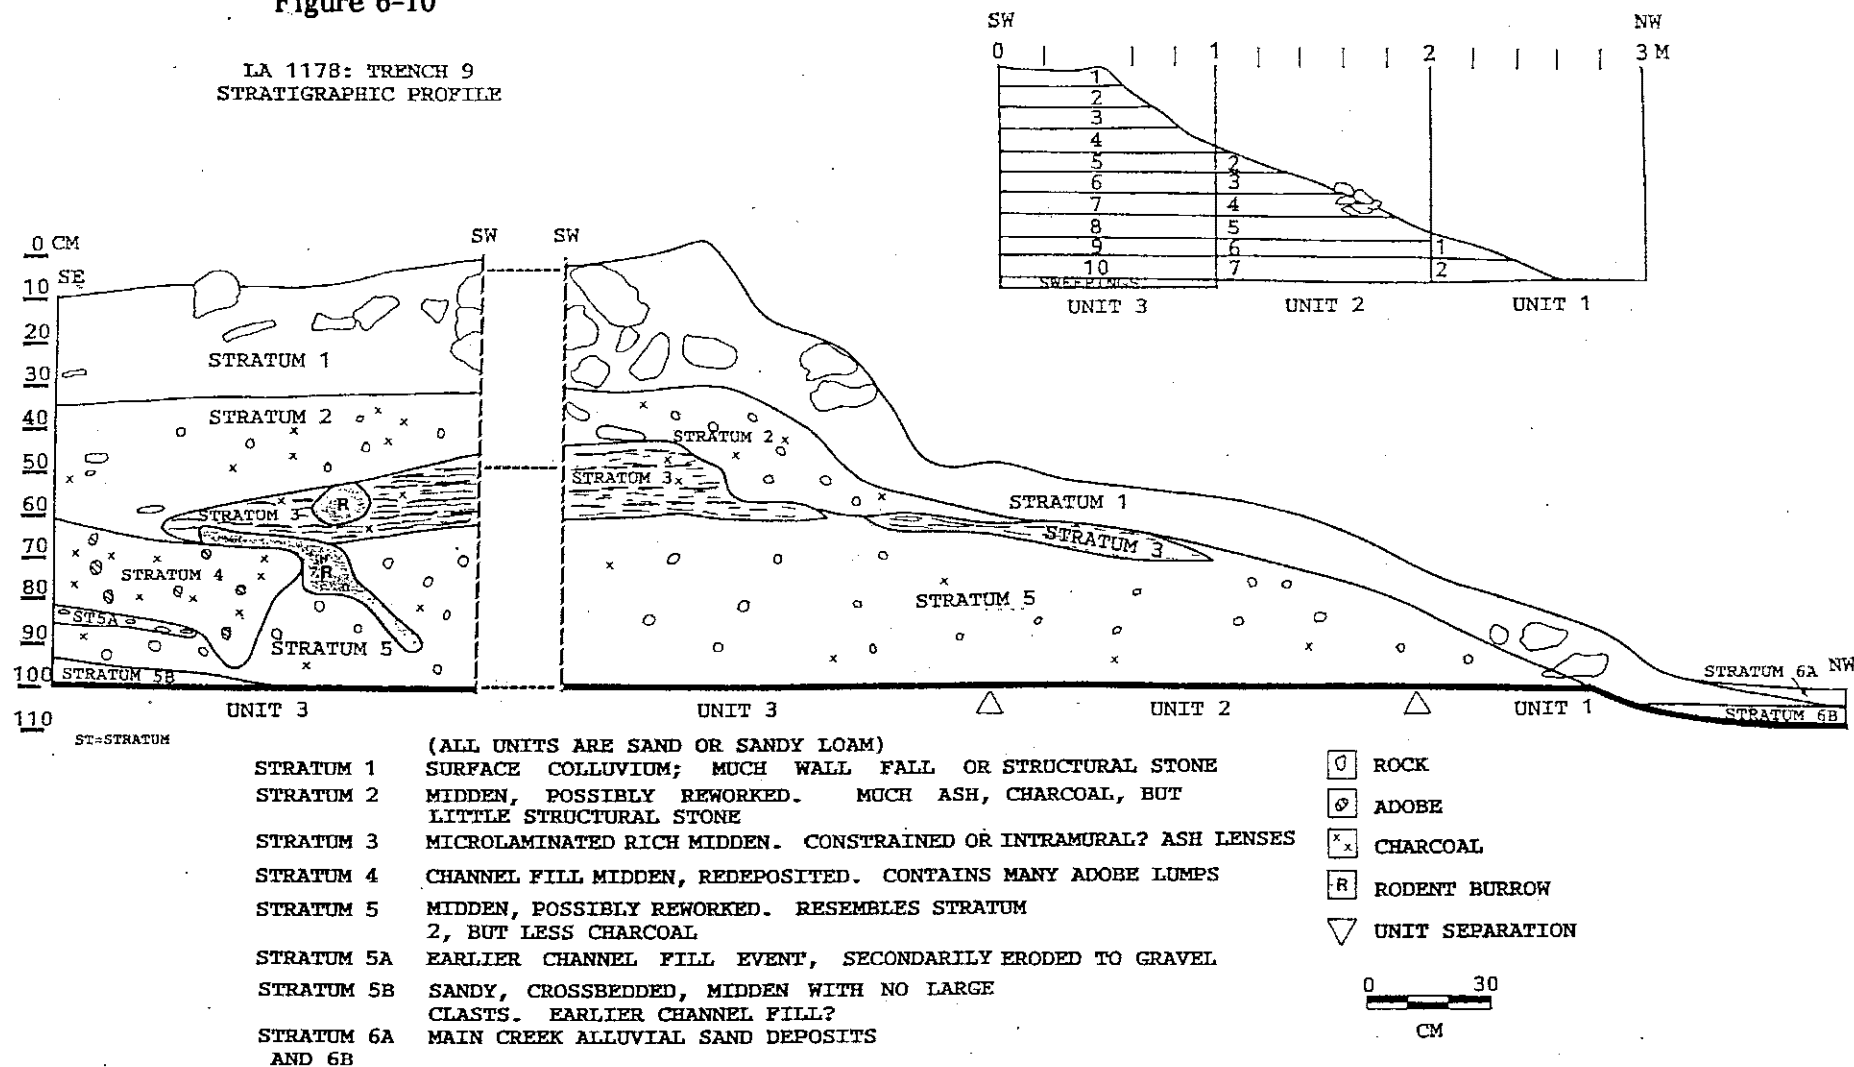 Figure 6-10
LA 1178: TRENCH 9
STRATIGRAPHIC PROFILE
SW
NW
0
1
2
3 M
1
2
3
4
5
6
7
8
9
10
SWEEPINGS
2
3
4
5
6
7
1
2
UNIT 3
UNIT 2
UNIT 1
0 CM
10
20
30
40
50
60
70
80
90
100
110
SE
SW
SW
NW
STRATUM 1
STRATUM 2
STRATUM 3
R
STRATUM 4
R
ST5A
STRATUM 5
STRATUM 5B
STRATUM 2
STRATUM 3
STRATUM 1
STRATUM 3
STRATUM 5
STRATUM 6A
STRATUM 6B
UNIT 3
UNIT 3
UNIT 2
UNIT 1
ST=STRATUM
(ALL UNITS ARE SAND OR SANDY LOAM)
STRATUM 1 SURFACE COLLUVIUM; MUCH WALL FALL OR STRUCTURAL STONE
STRATUM 2 MIDDEN, POSSIBLY REWORKED. MUCH ASH, CHARCOAL, BUT
LITTLE STRUCTURAL STONE
STRATUM 3 MICROLAMINATED RICH MIDDEN. CONSTRAINED OR INTRAMURAL? ASH LENSES
STRATUM 4 CHANNEL FILL MIDDEN, REDEPOSITED. CONTAINS MANY ADOBE LUMPS
STRATUM 5 MIDDEN, POSSIBLY REWORKED. RESEMBLES STRATUM
2, BUT LESS CHARCOAL
STRATUM 5A EARLIER CHANNEL FILL EVENT, SECONDARILY ERODED TO GRAVEL
STRATUM 5B SANDY, CROSSBEDDED, MIDDEN WITH NO LARGE
CLASTS. EARLIER CHANNEL FILL?
STRATUM 6A MAIN CREEK ALLUVIAL SAND DEPOSITS
AND 6B
ROCK
ADOBE
CHARCOAL
R RODENT BURROW
UNIT SEPARATION
0 30
CM